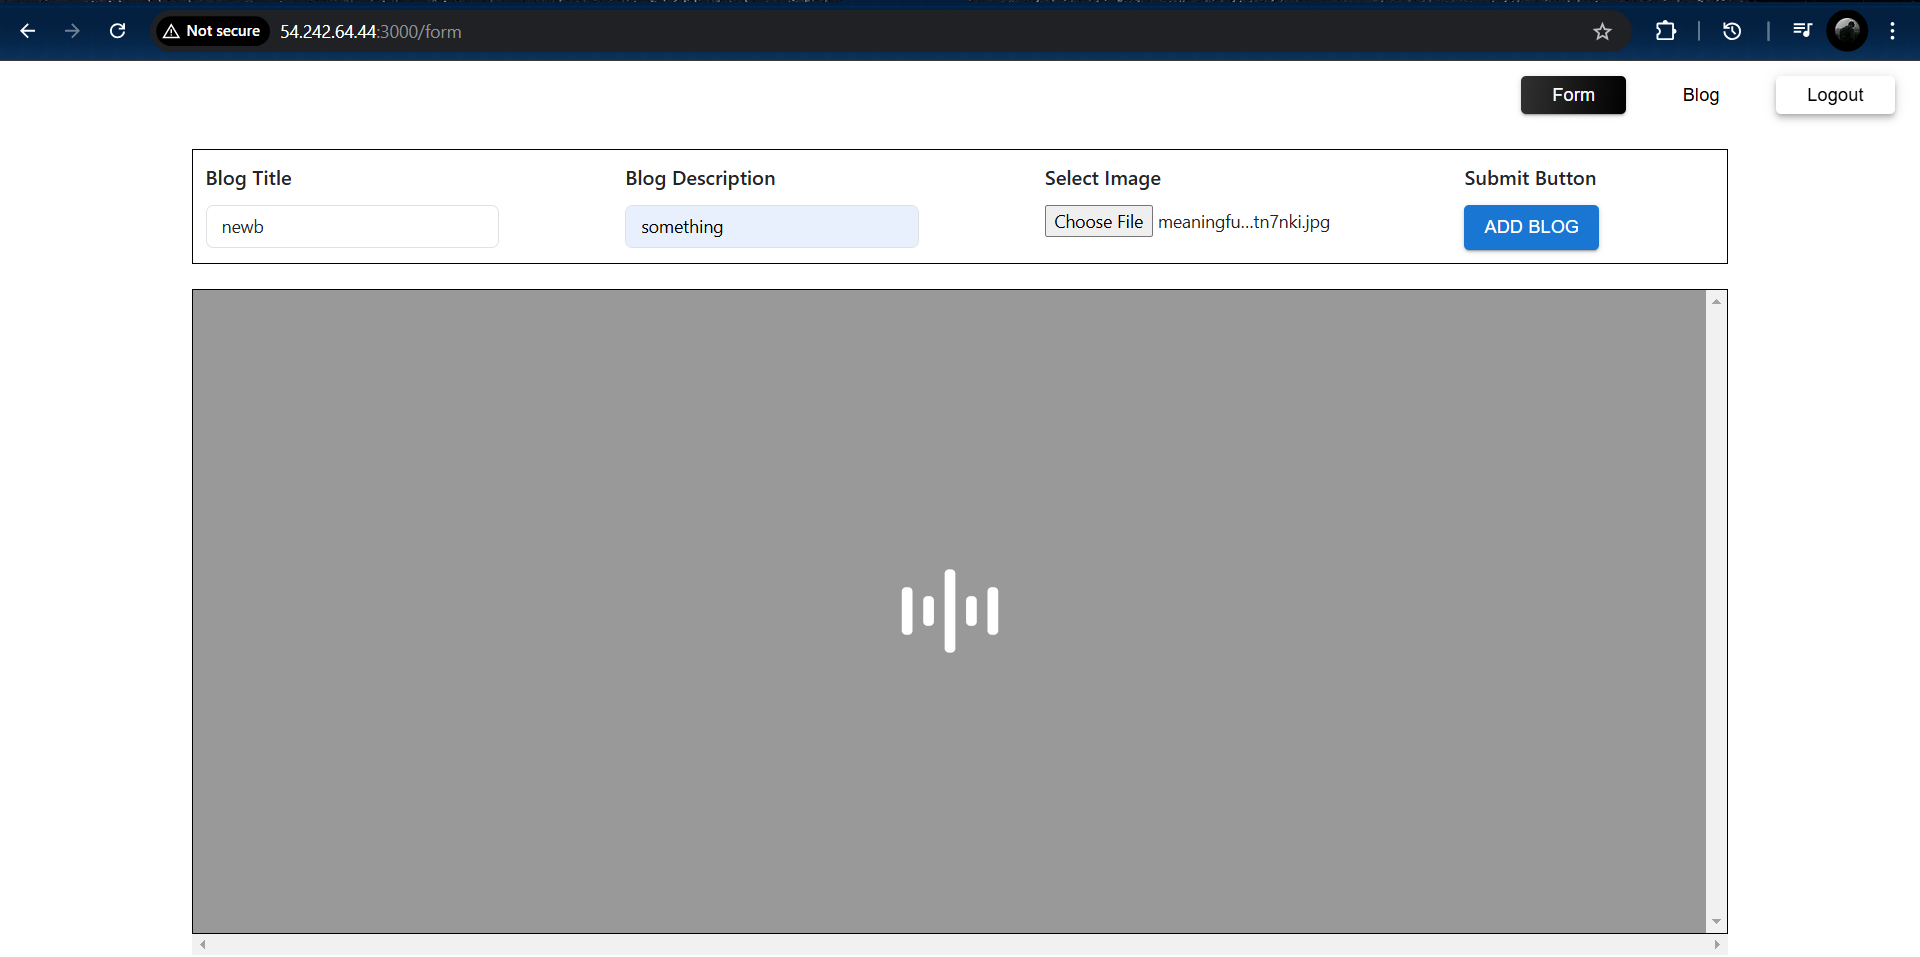 Not secure 54.242.64.44:3000/form
Form Blog Logout
Blog Title Blog Description Select Image Submit Button
newb something Choose File meaningfu...tn7nki.jpg ADD BLOG